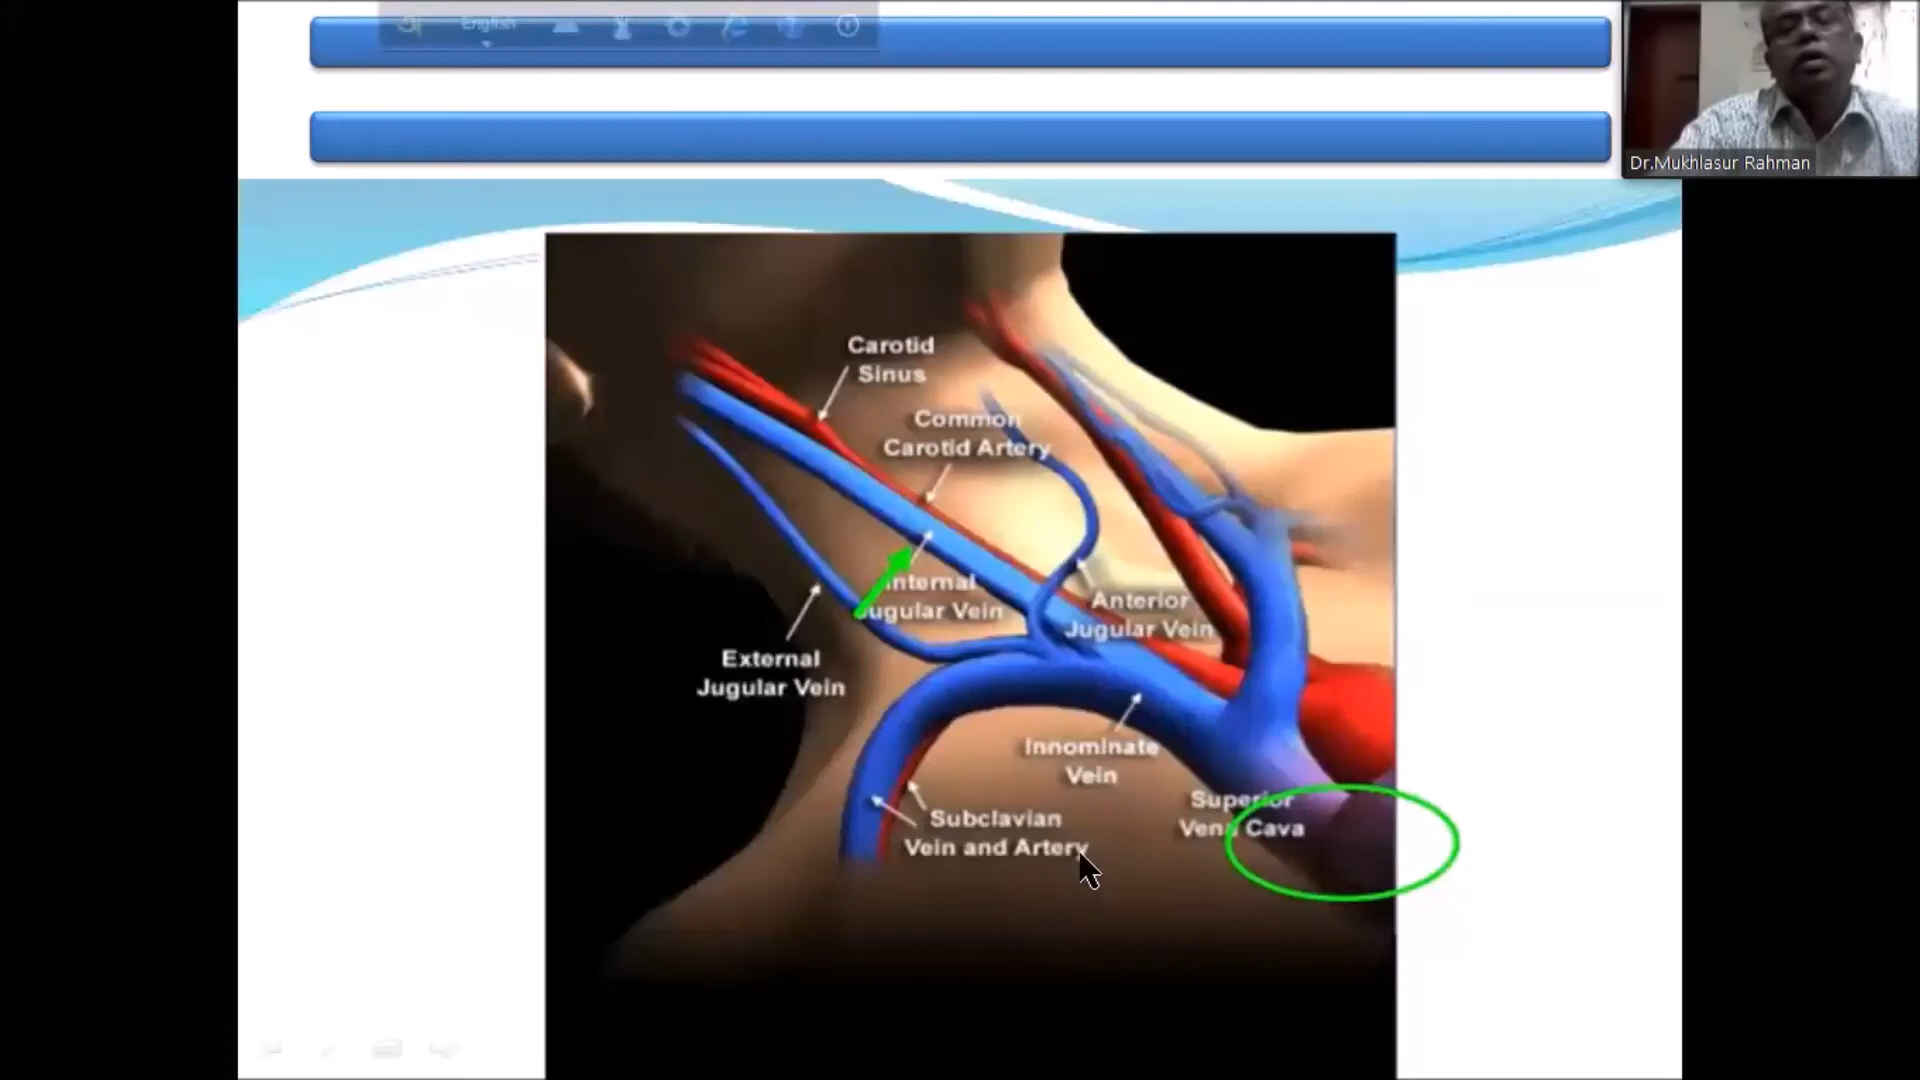 English
Dr.Mukhlasur Rahman
Carotid
Sinus
Common
Carotid Artery
Internal
Jugular Vein
Anterior
Jugular Vein
External
Jugular Vein
Innominate
Vein
Superior
Vena Cava
Subclavian
Vein and Artery